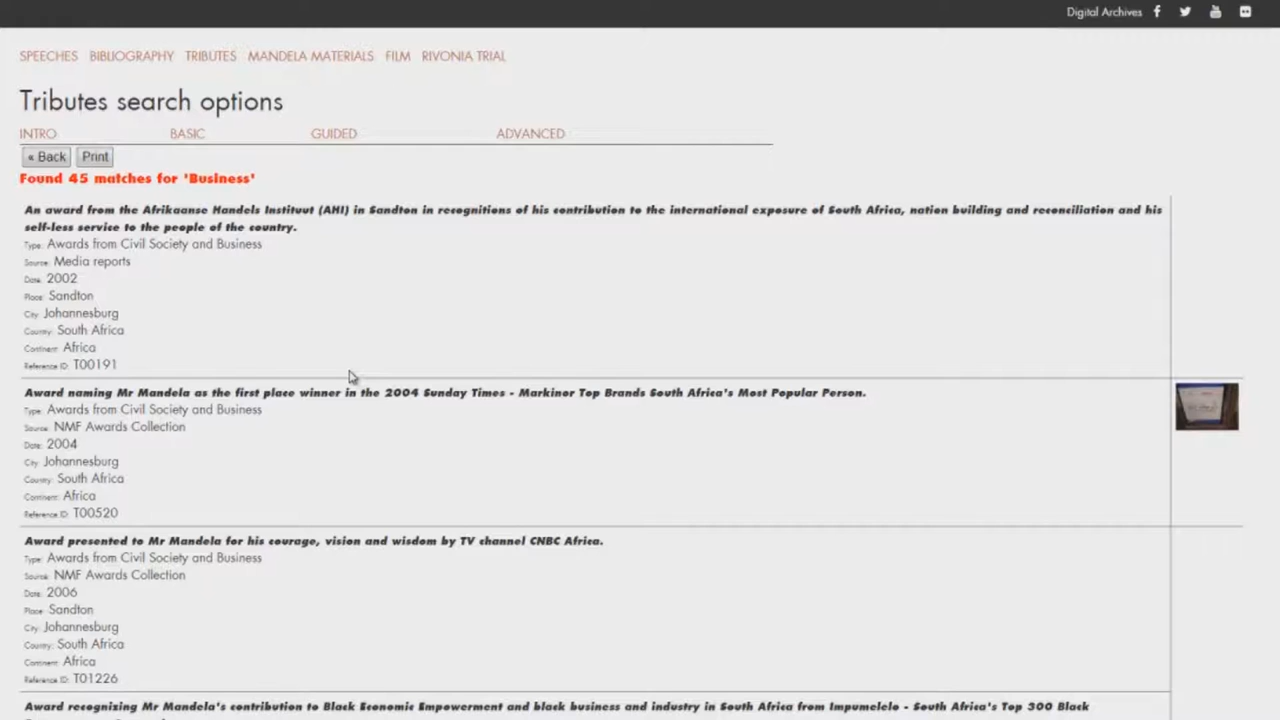 Digital Archives
SPEECHES BIBLIOGRAPHY TRIBUTES MANDELA MATERIALS FILM RIVONIA TRIAL
Tributes search options
INTRO BASIC GUIDED ADVANCED
« Back Print
Found 45 matches for 'Business'
An award from the Afrikaanse Handels Instituut (AHI) in Sandton in recognitions of his contribution to the international exposure of South Africa, nation building and reconciliation and his
self-less service to the people of the country.
Type: Awards from Civil Society and Business
Source: Media reports
Date: 2002
Place: Sandton
City: Johannesburg
Country: South Africa
Continent: Africa
Reference ID: T00191
Award naming Mr Mandela as the first place winner in the 2004 Sunday Times - Markinor Top Brands South Africa's Most Popular Person.
Type: Awards from Civil Society and Business
Source: NMF Awards Collection
Date: 2004
City: Johannesburg
Country: South Africa
Continent: Africa
Reference ID: T00520
Award presented to Mr Mandela for his courage, vision and wisdom by TV channel CNBC Africa.
Type: Awards from Civil Society and Business
Source: NMF Awards Collection
Date: 2006
Place: Sandton
City: Johannesburg
Country: South Africa
Continent: Africa
Reference ID: T01226
Award recognizing Mr Mandela's contribution to Black Economic Empowerment and black business and industry in South Africa from Impumelelo - South Africa's Top 300 Black